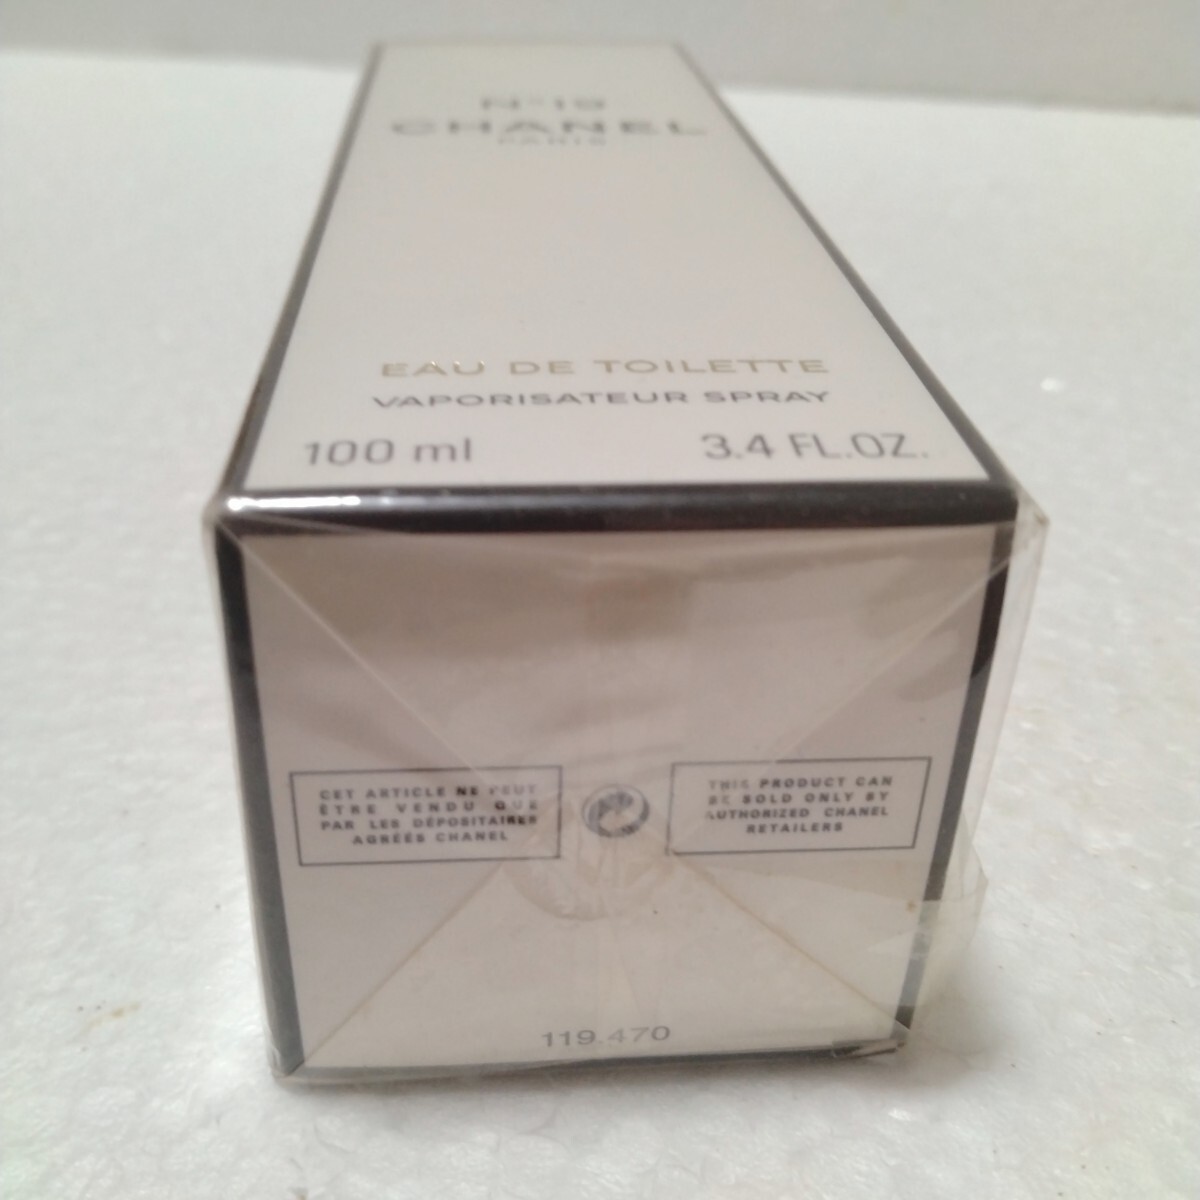 N°19
CHANEL
PARIS
EAU DE TOILETTE
VAPORISATEUR SPRAY
100 ml
3.4 FL.OZ.
CET ARTICLE NE PEUT
ÊTRE VENDU QUE
PAR LES DÉPOSITAIRES
AGRÉÉS CHANEL
THIS PRODUCT CAN
BE SOLD ONLY BY
AUTHORIZED CHANEL
RETAILERS
119.470